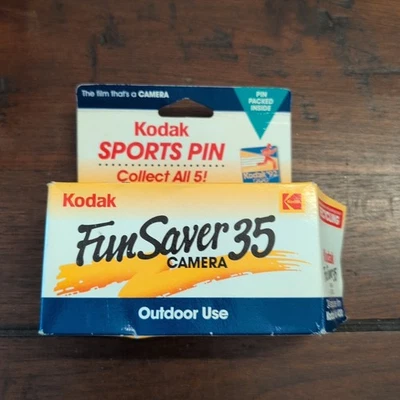 The film that's a CAMERA
PIN
PACKED
INSIDE
Kodak
SPORTS PIN
Collect All 5!
Kodak
FunSaver 35
CAMERA
Outdoor Use